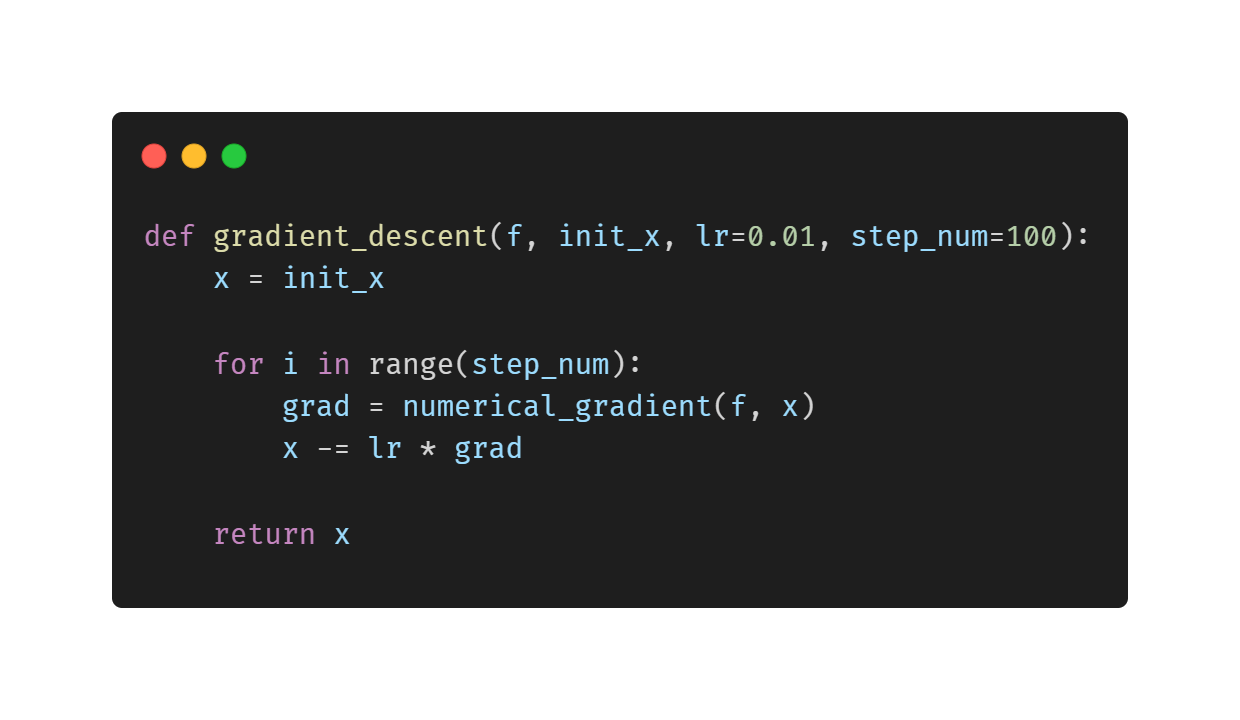 def gradient_descent(f, init_x, lr=0.01, step_num=100):
    x = init_x

    for i in range(step_num):
        grad = numerical_gradient(f, x)
        x -= lr * grad

    return x